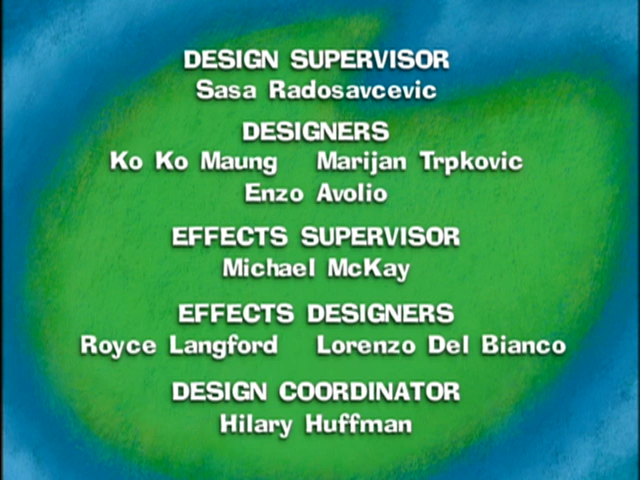 DESIGN SUPERVISOR
Sasa Radosavcevic
DESIGNERS
Ko Ko Maung Marijan Trpkovic
Enzo Avolio
EFFECTS SUPERVISOR
Michael McKay
EFFECTS DESIGNERS
Royce Langford Lorenzo Del Bianco
DESIGN COORDINATOR
Hilary Huffman